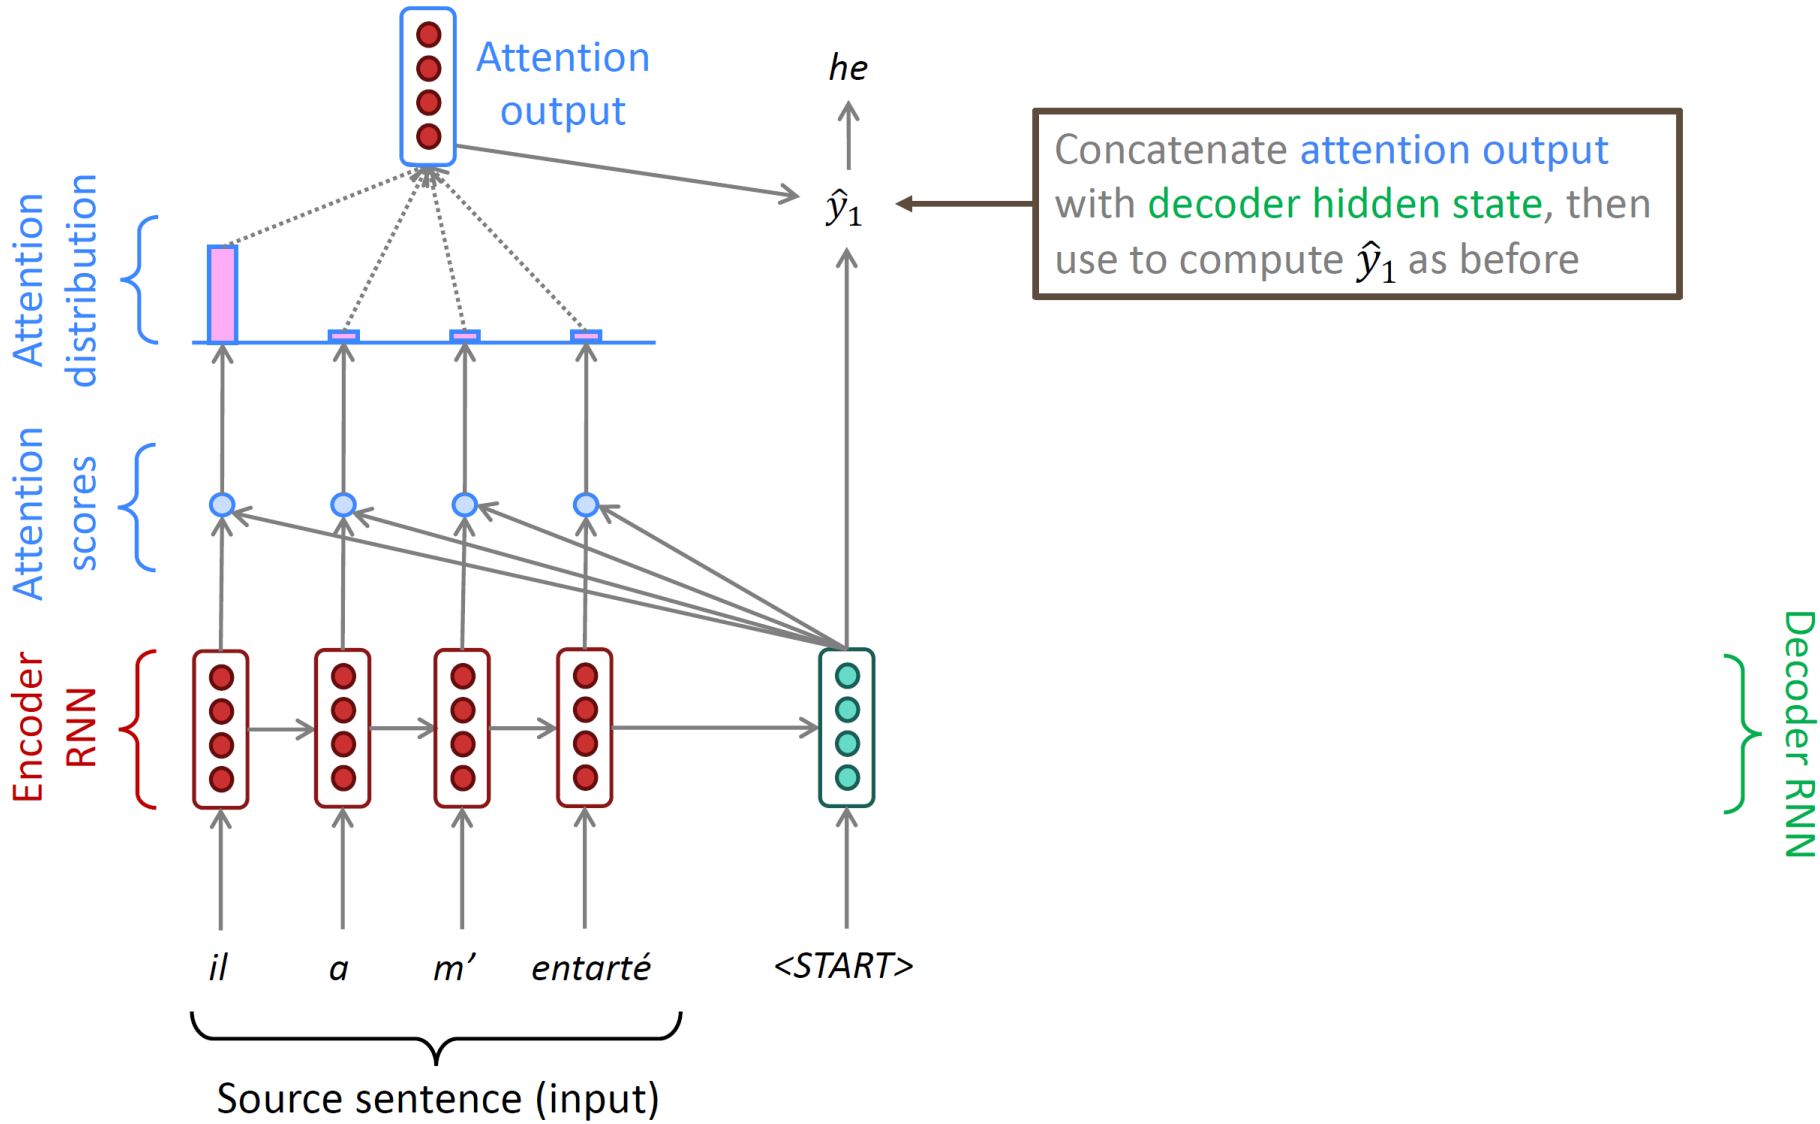 Attention
output
he
Concatenate attention output
with decoder hidden state, then
use to compute ŷ₁ as before
ŷ₁
Attention
distribution
Attention
scores
Encoder
RNN
Decoder RNN
il a m’ entarté <START>
Source sentence (input)